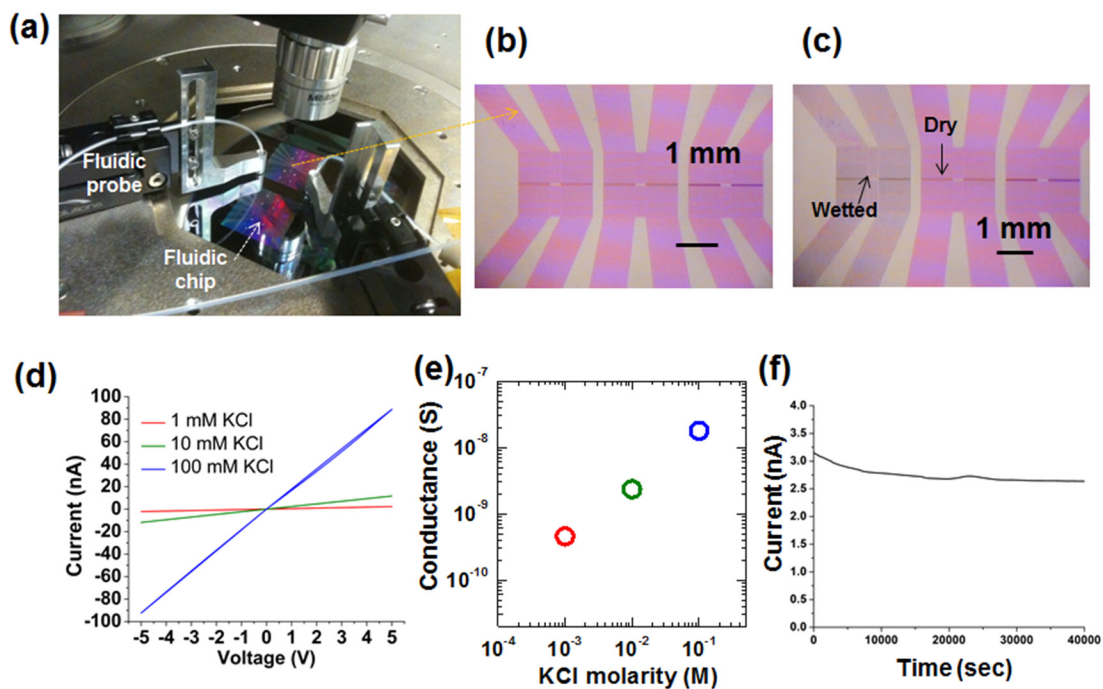 (a)
Fluidic
probe
Fluidic
chip
(b)
1 mm
(c)
Dry
Wetted
1 mm
(d)
100
80
60
40
20
0
-20
-40
-60
-80
-100
Current (nA)
1 mM KCl
10 mM KCl
100 mM KCl
-5 -4 -3 -2 -1 0 1 2 3 4 5
Voltage (V)
(e)
Conductance (S)
10⁻⁷
10⁻⁸
10⁻⁹
10⁻¹⁰
10⁻⁴ 10⁻³ 10⁻² 10⁻¹
KCl molarity (M)
(f)
Current (nA)
4.0
3.5
3.0
2.5
2.0
1.5
1.0
0.5
0.0
0 10000 20000 30000 40000
Time (sec)